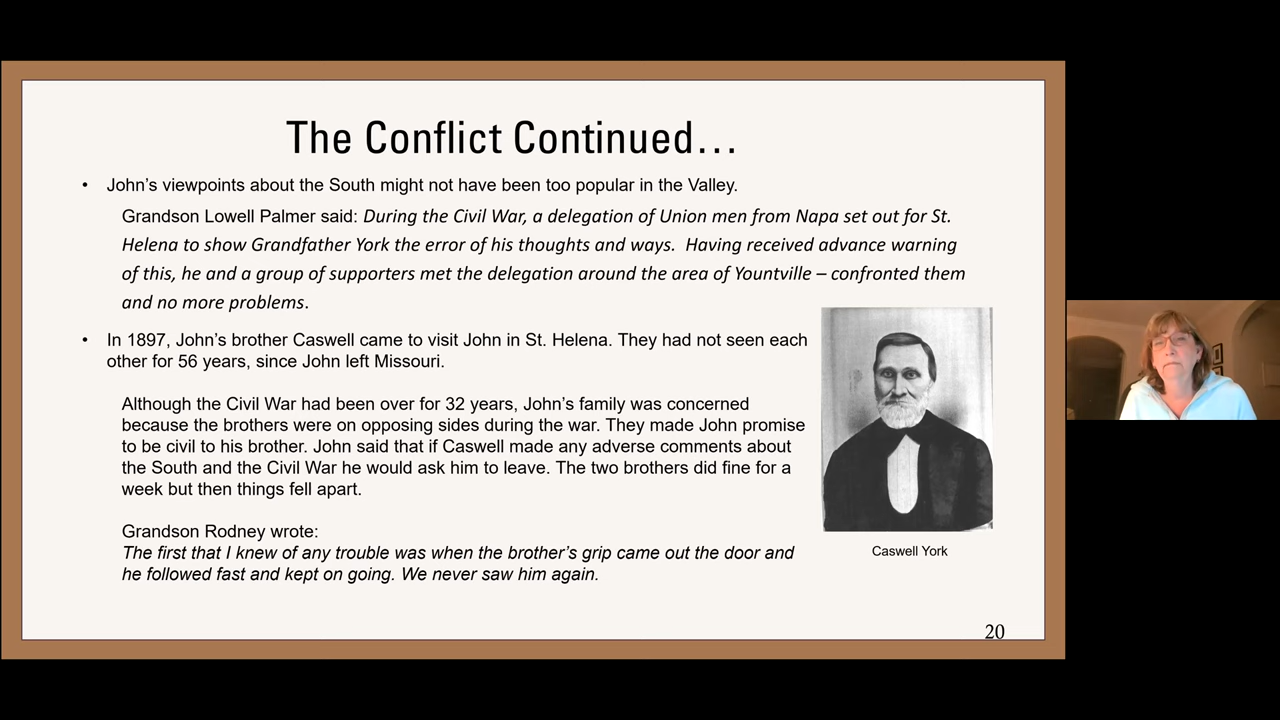 The Conflict Continued…
• John's viewpoints about the South might not have been too popular in the Valley.
Grandson Lowell Palmer said: During the Civil War, a delegation of Union men from Napa set out for St.
Helena to show Grandfather York the error of his thoughts and ways.  Having received advance warning
of this, he and a group of supporters met the delegation around the area of Yountville – confronted them
and no more problems.
• In 1897, John's brother Caswell came to visit John in St. Helena. They had not seen each
other for 56 years, since John left Missouri.
Although the Civil War had been over for 32 years, John's family was concerned
because the brothers were on opposing sides during the war. They made John promise
to be civil to his brother. John said that if Caswell made any adverse comments about
the South and the Civil War he would ask him to leave. The two brothers did fine for a
week but then things fell apart.
Grandson Rodney wrote:
The first that I knew of any trouble was when the brother's grip came out the door and
he followed fast and kept on going. We never saw him again.
Caswell York
20